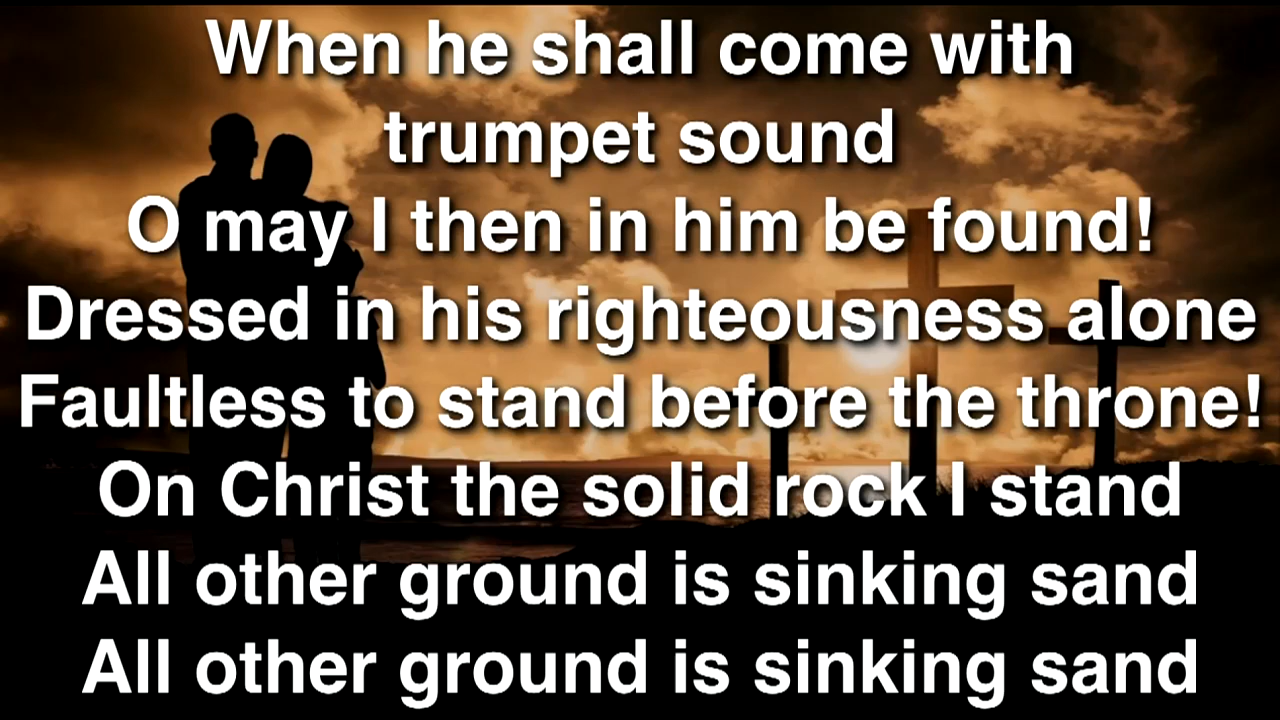 When he shall come with
trumpet sound
O may I then in him be found!
Dressed in his righteousness alone
Faultless to stand before the throne!
On Christ the solid rock I stand
All other ground is sinking sand
All other ground is sinking sand